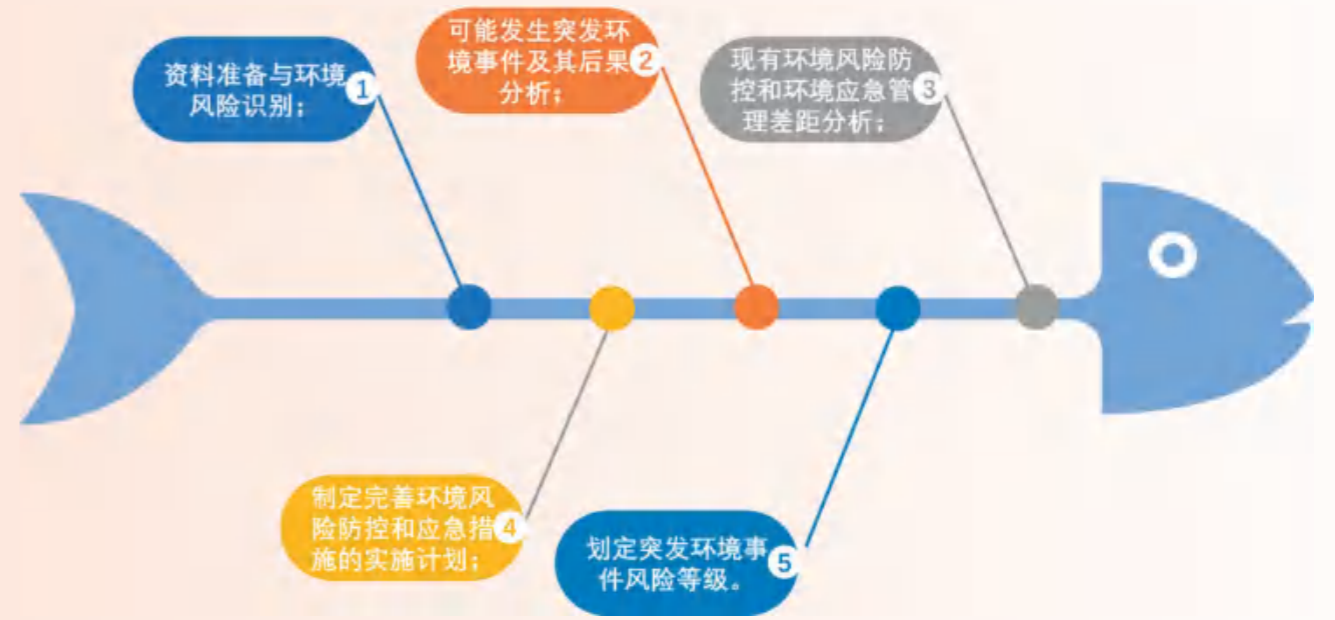 资料准备与环境
风险识别；
1
可能发生突发环
境事件及其后果
分析；
2
现有环境风险防
控和环境应急管
理差距分析；
3
制定完善环境风
险防控和应急措
施的实施计划；
4
划定突发环境事
件风险等级。
5